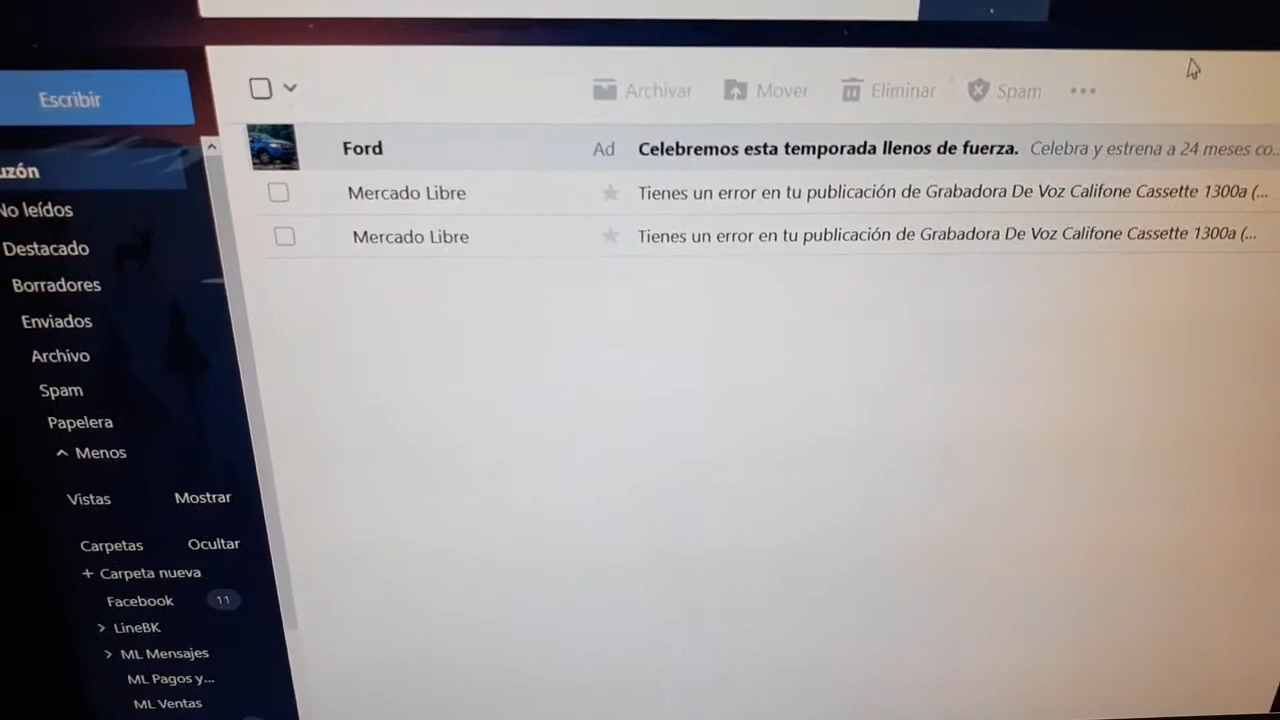 Escribir
Archivar Mover Eliminar Spam
Ford Ad Celebremos esta temporada llenos de fuerza. Celebra y estrena a 24 meses co...
Mercado Libre Tienes un error en tu publicación de Grabadora De Voz Califone Cassette 1300a (...
Mercado Libre Tienes un error en tu publicación de Grabadora De Voz Califone Cassette 1300a (...
uzón
No leídos
Destacado
Borradores
Enviados
Archivo
Spam
Papelera
Menos
Vistas Mostrar
Carpetas Ocultar
+ Carpeta nueva
Facebook 11
LineBK
ML Mensajes
ML Pagos y...
ML Ventas